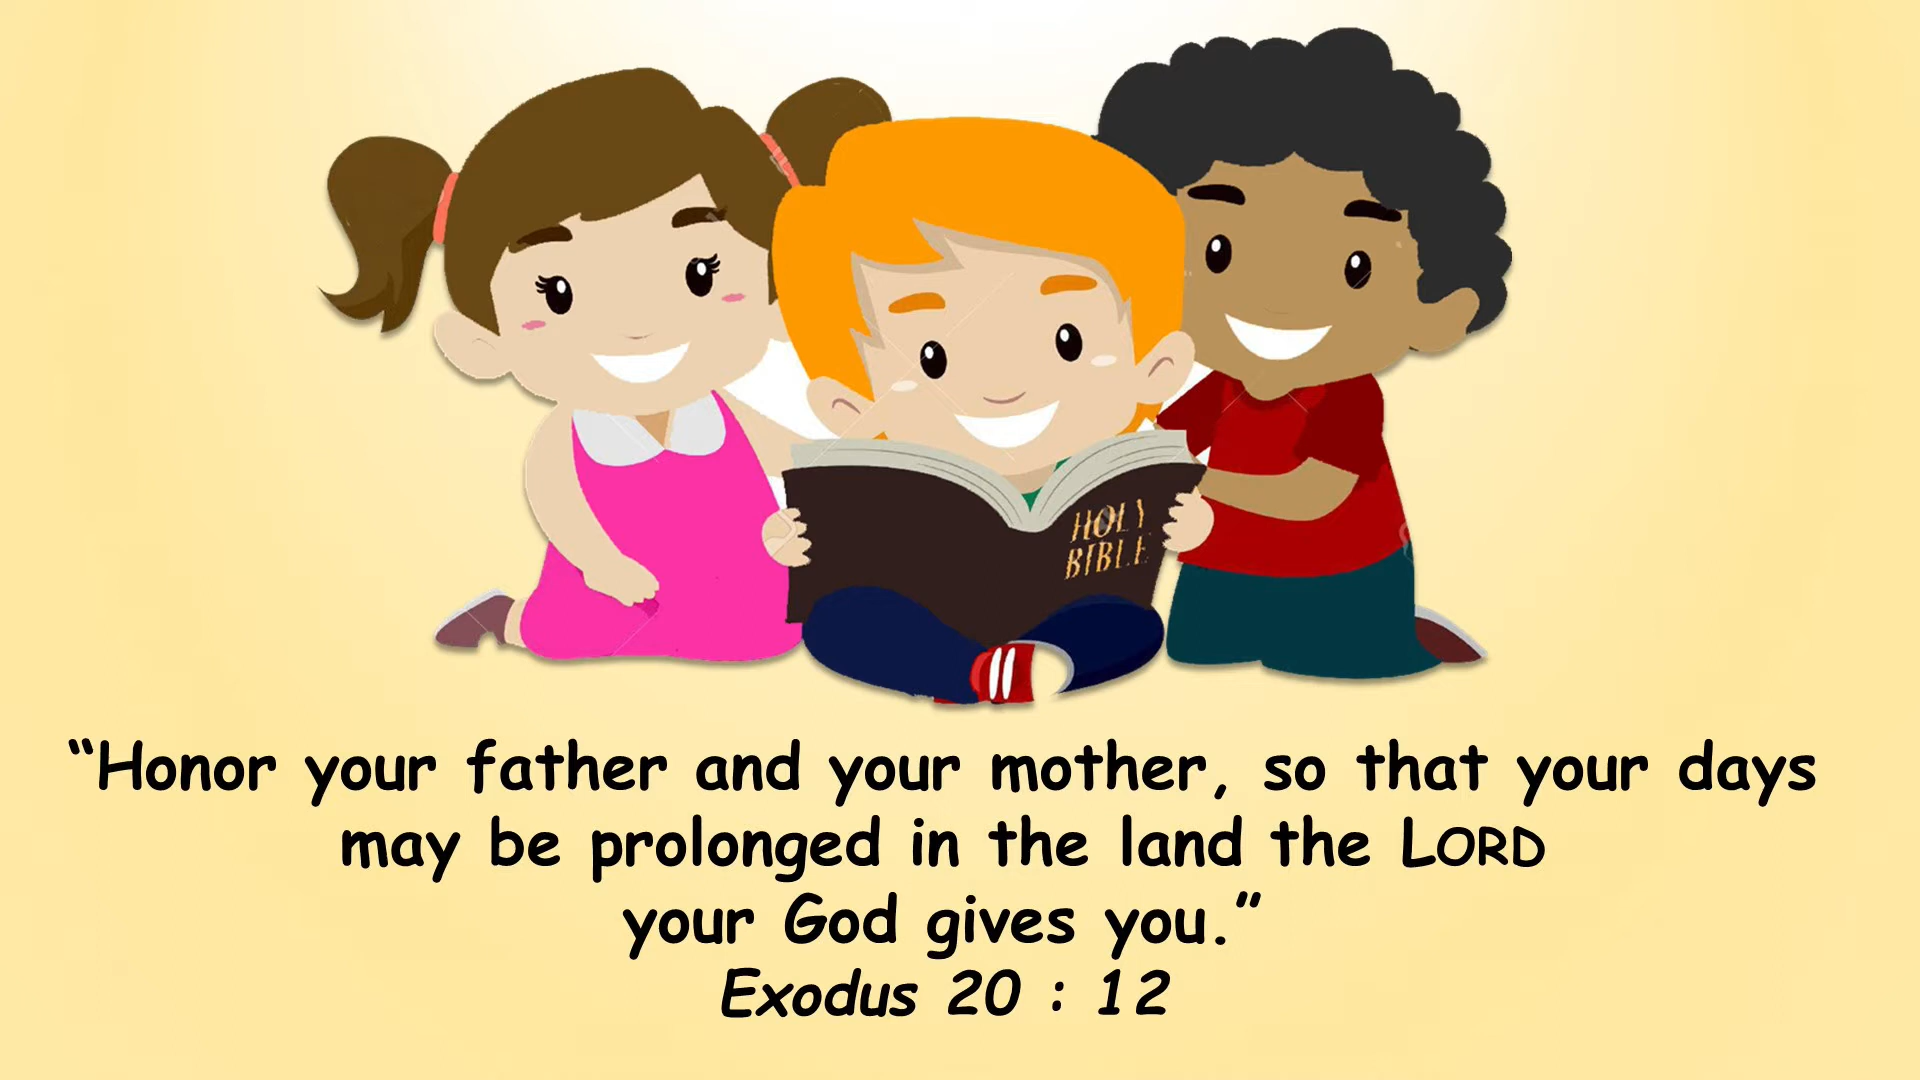 HOLY
BIBLE
“Honor your father and your mother, so that your days
may be prolonged in the land the LORD
your God gives you.”
Exodus 20 : 12